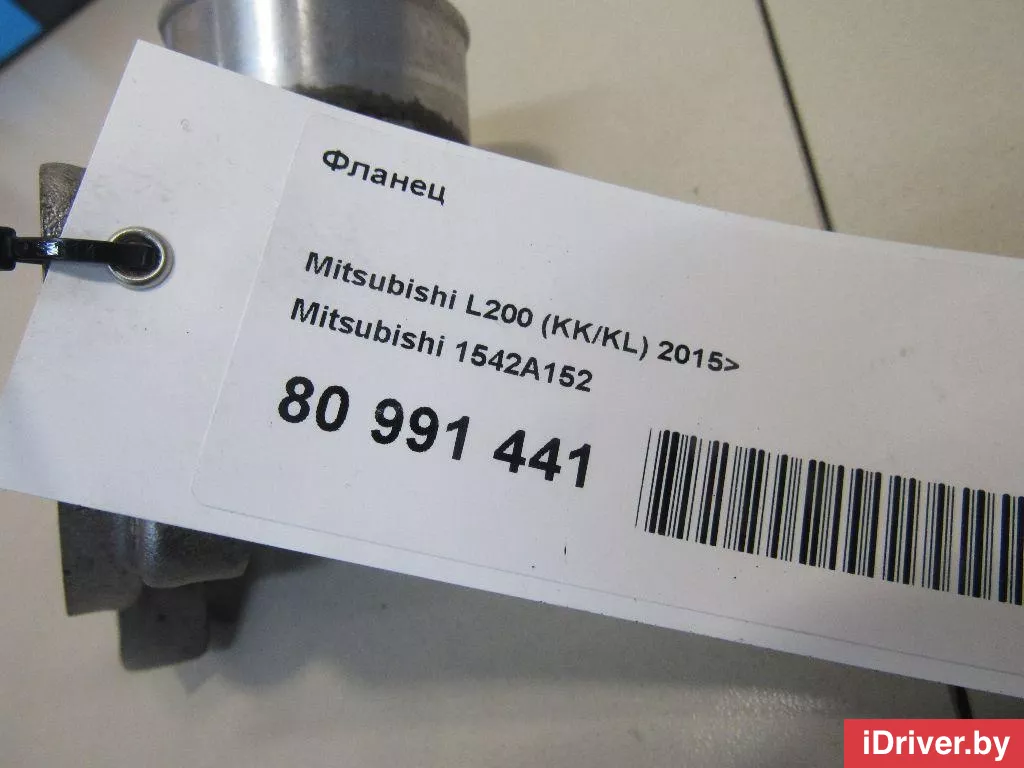 Фланец
Mitsubishi L200 (KK/KL) 2015>
Mitsubishi 1542A152
80 991 441
iDriver.by